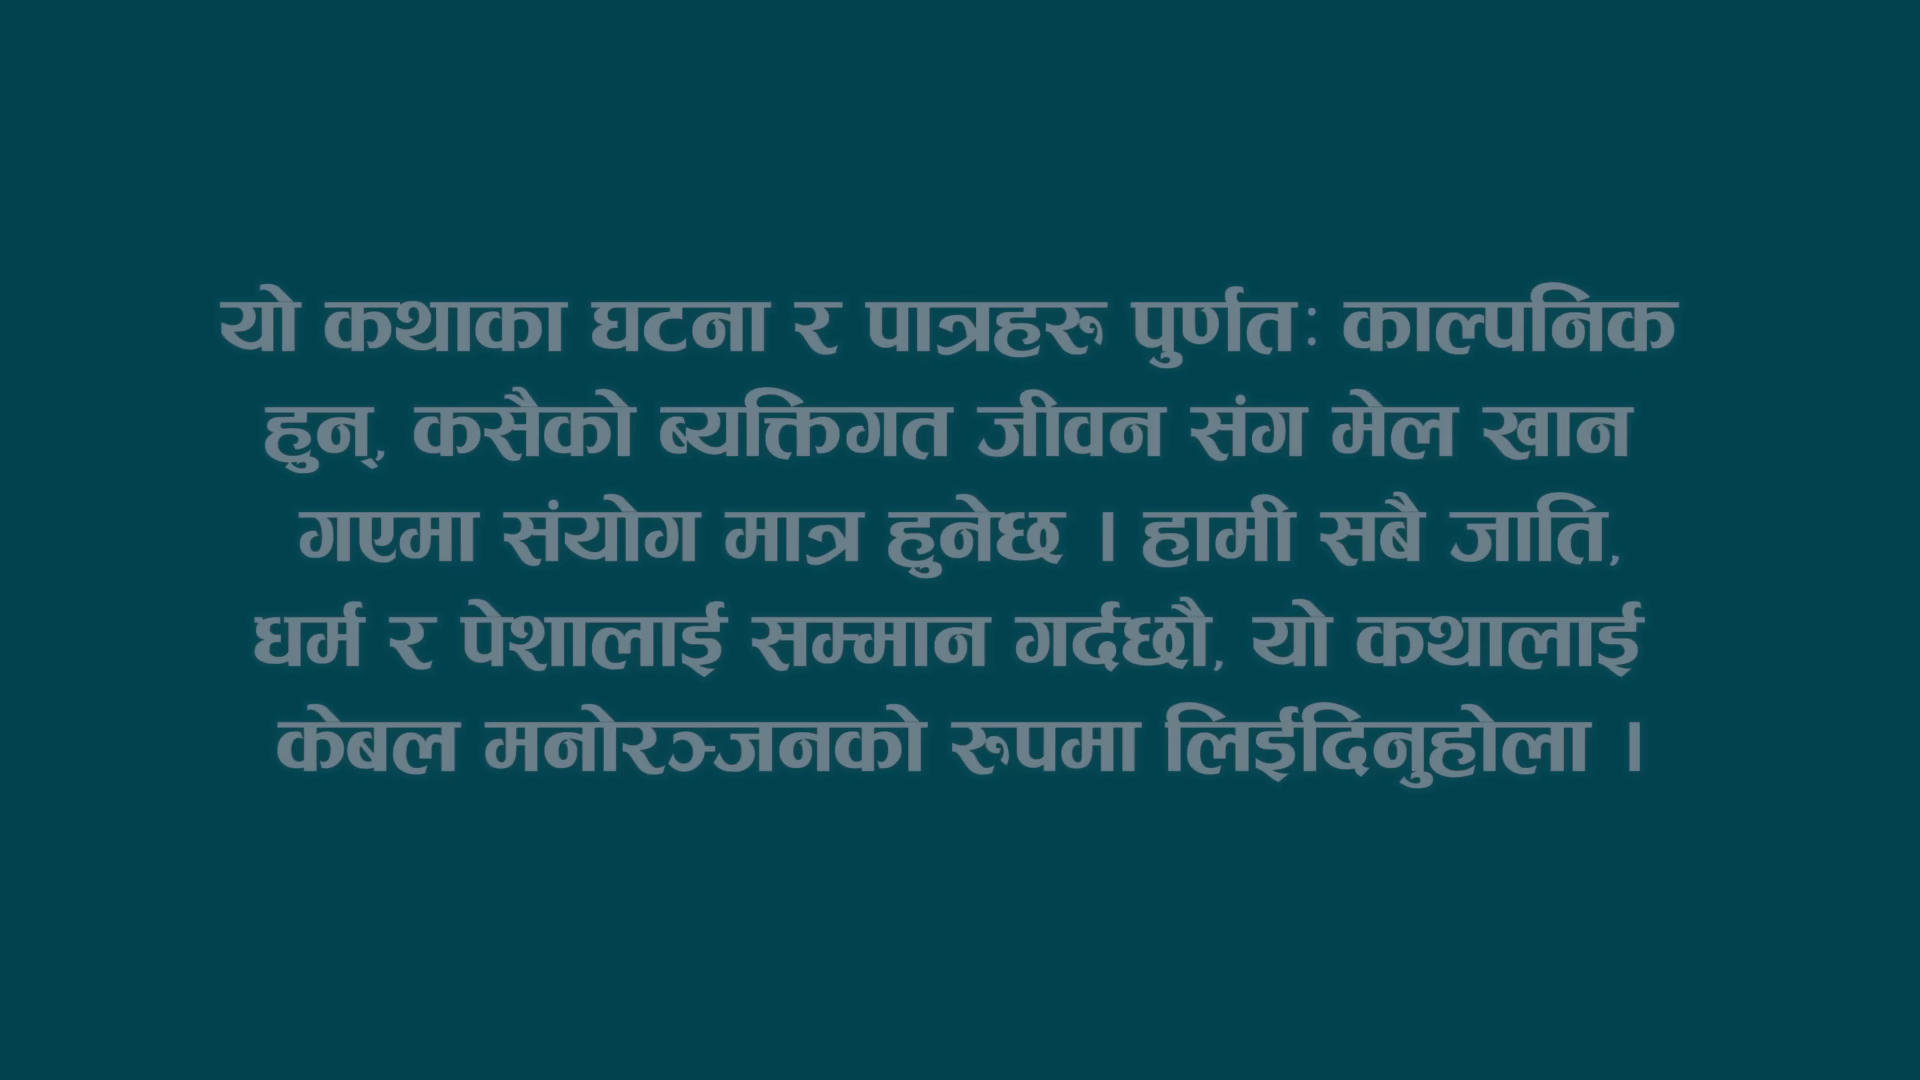 यो कथाका घटना र पात्रहरु पुर्णतः काल्पनिक
हुन्, कसैको ब्यक्तिगत जीवन संग मेल खान
गएमा संयोग मात्र हुनेछ । हामी सबै जाति,
धर्म र पेशालाई सम्मान गर्दछौ, यो कथालाई
केबल मनोरञ्जनको रुपमा लिईदिनुहोला ।